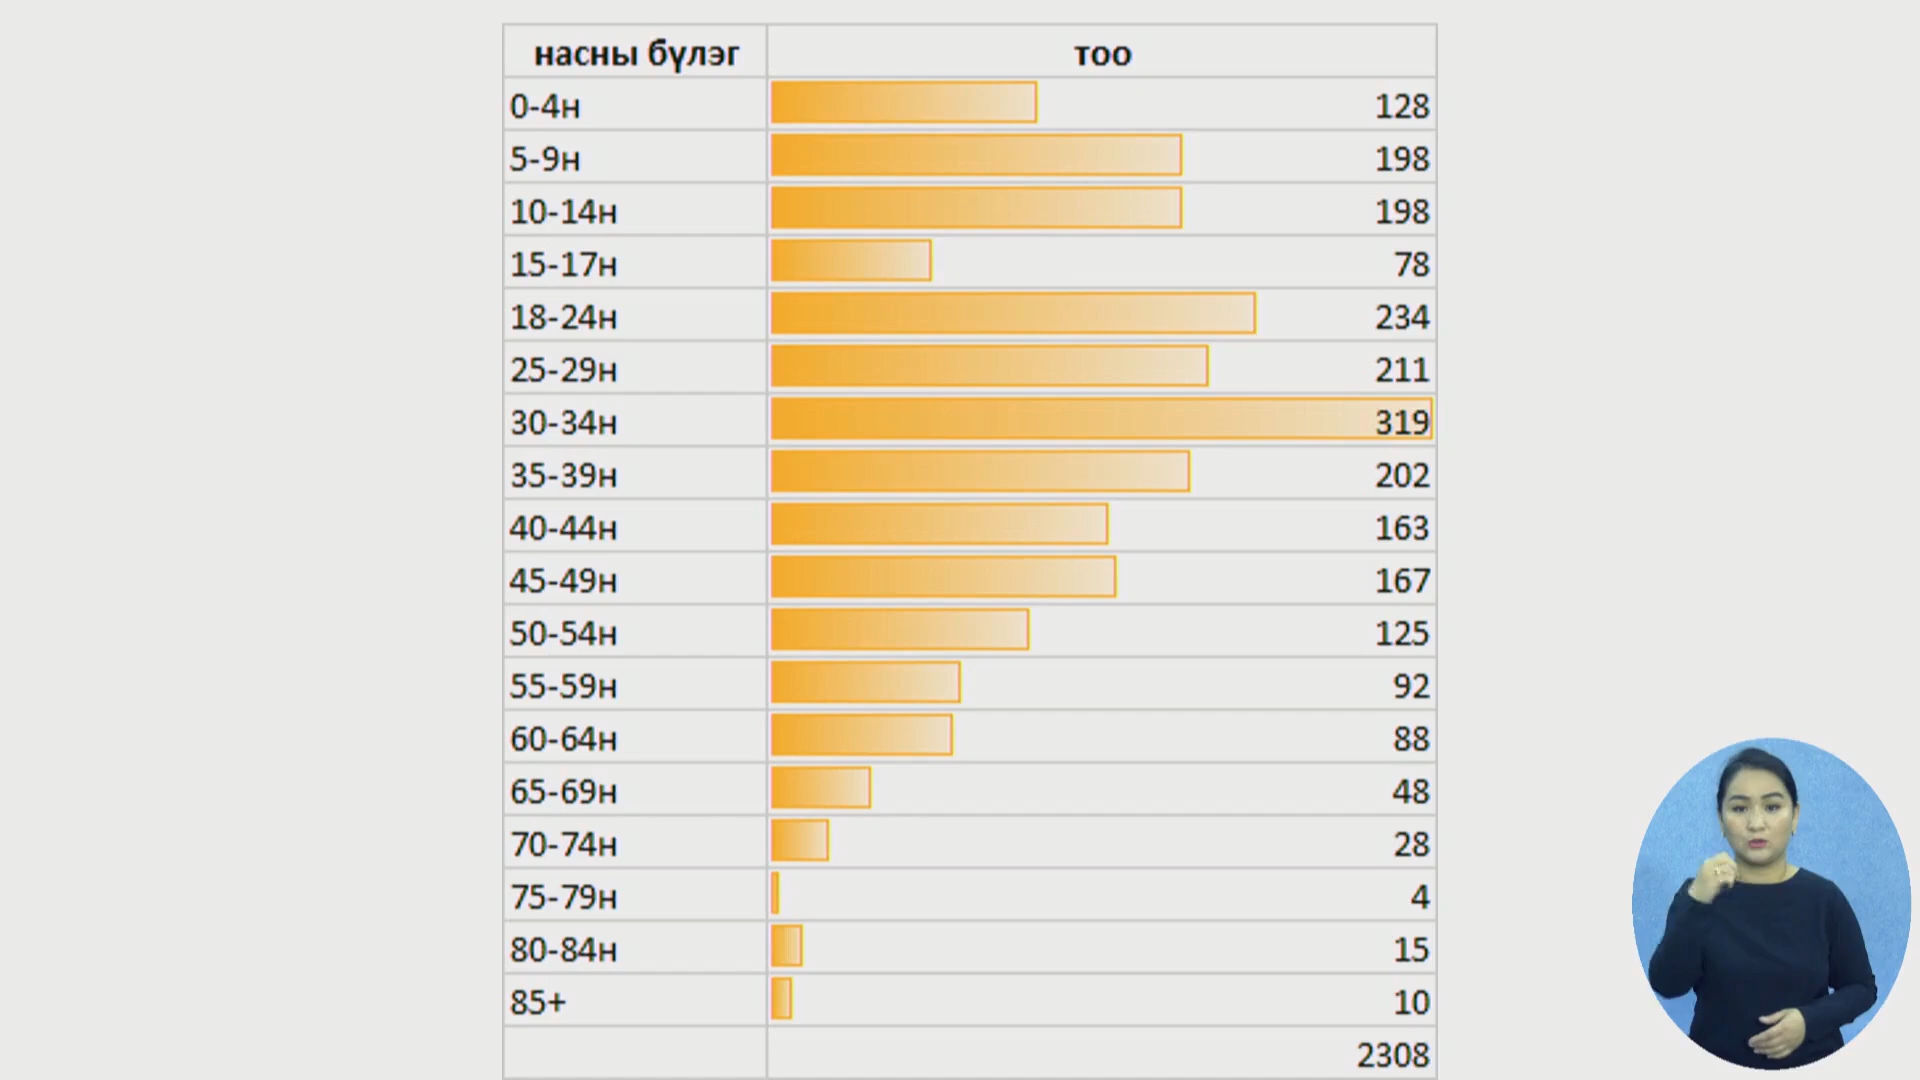 насны бүлэг тоо
0-4н 128
5-9н 198
10-14н 198
15-17н 78
18-24н 234
25-29н 211
30-34н 319
35-39н 202
40-44н 163
45-49н 167
50-54н 125
55-59н 92
60-64н 88
65-69н 48
70-74н 28
75-79н 4
80-84н 15
85+ 10
2308